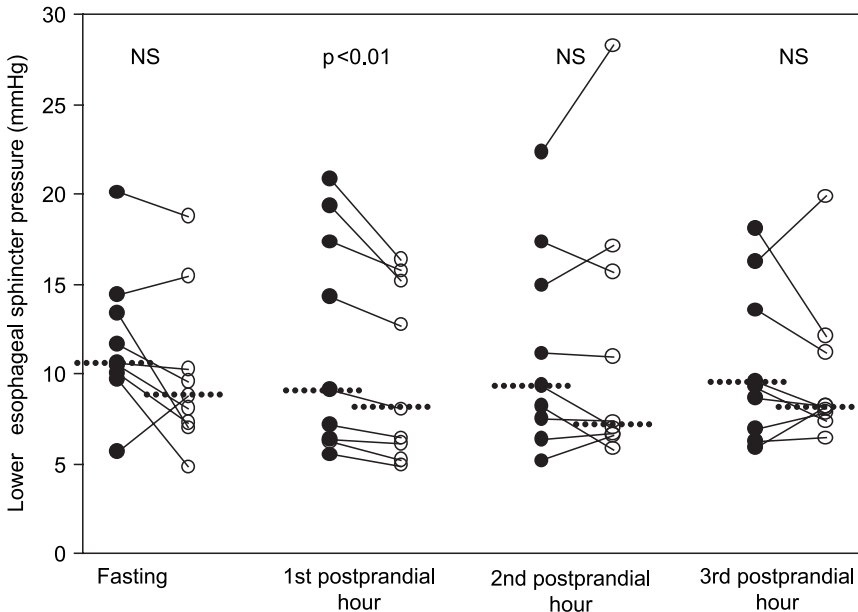 30
25
20
15
10
5
0
Lower esophageal sphincter pressure (mmHg)
NS
p<0.01
NS
NS
Fasting
1st postprandial
hour
2nd postprandial
hour
3rd postprandial
hour